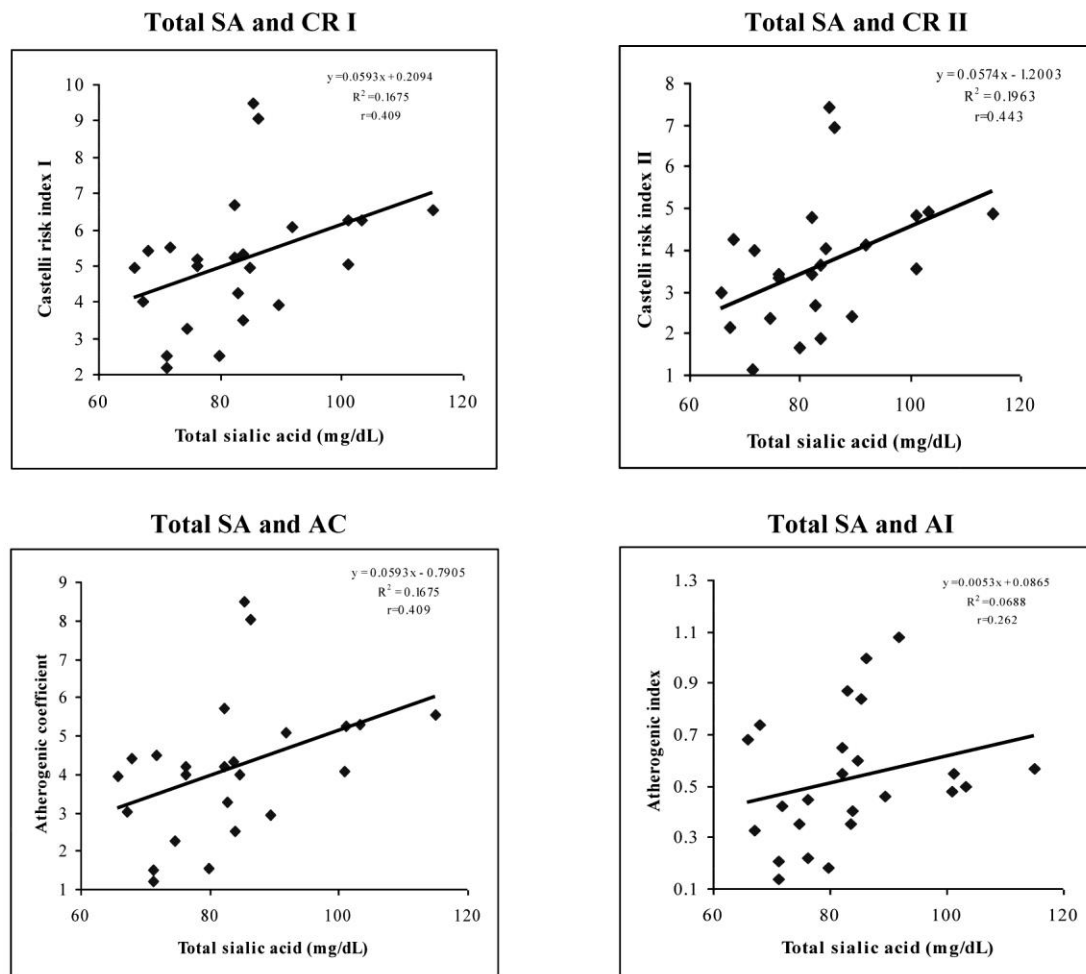 Total SA and CR I
y=0.0593x+0.2094
R²=0.1675
r=0.409
10
9
8
7
6
5
4
3
2
Castelli risk index I
60 80 100 120
Total sialic acid (mg/dL)
Total SA and CR II
y=0.0574x - 1.2003
R²=0.1963
r=0.443
8
7
6
5
4
3
2
1
Castelli risk index II
60 80 100 120
Total sialic acid (mg/dL)
Total SA and AC
y=0.0593x - 0.7905
R²=0.1675
r=0.409
9
8
7
6
5
4
3
2
1
Atherogenic coefficient
60 80 100 120
Total sialic acid (mg/dL)
Total SA and AI
y=0.0053x+0.0865
R²=0.0688
r=0.262
1.3
1.1
0.9
0.7
0.5
0.3
0.1
Atherogenic index
60 80 100 120
Total sialic acid (mg/dL)